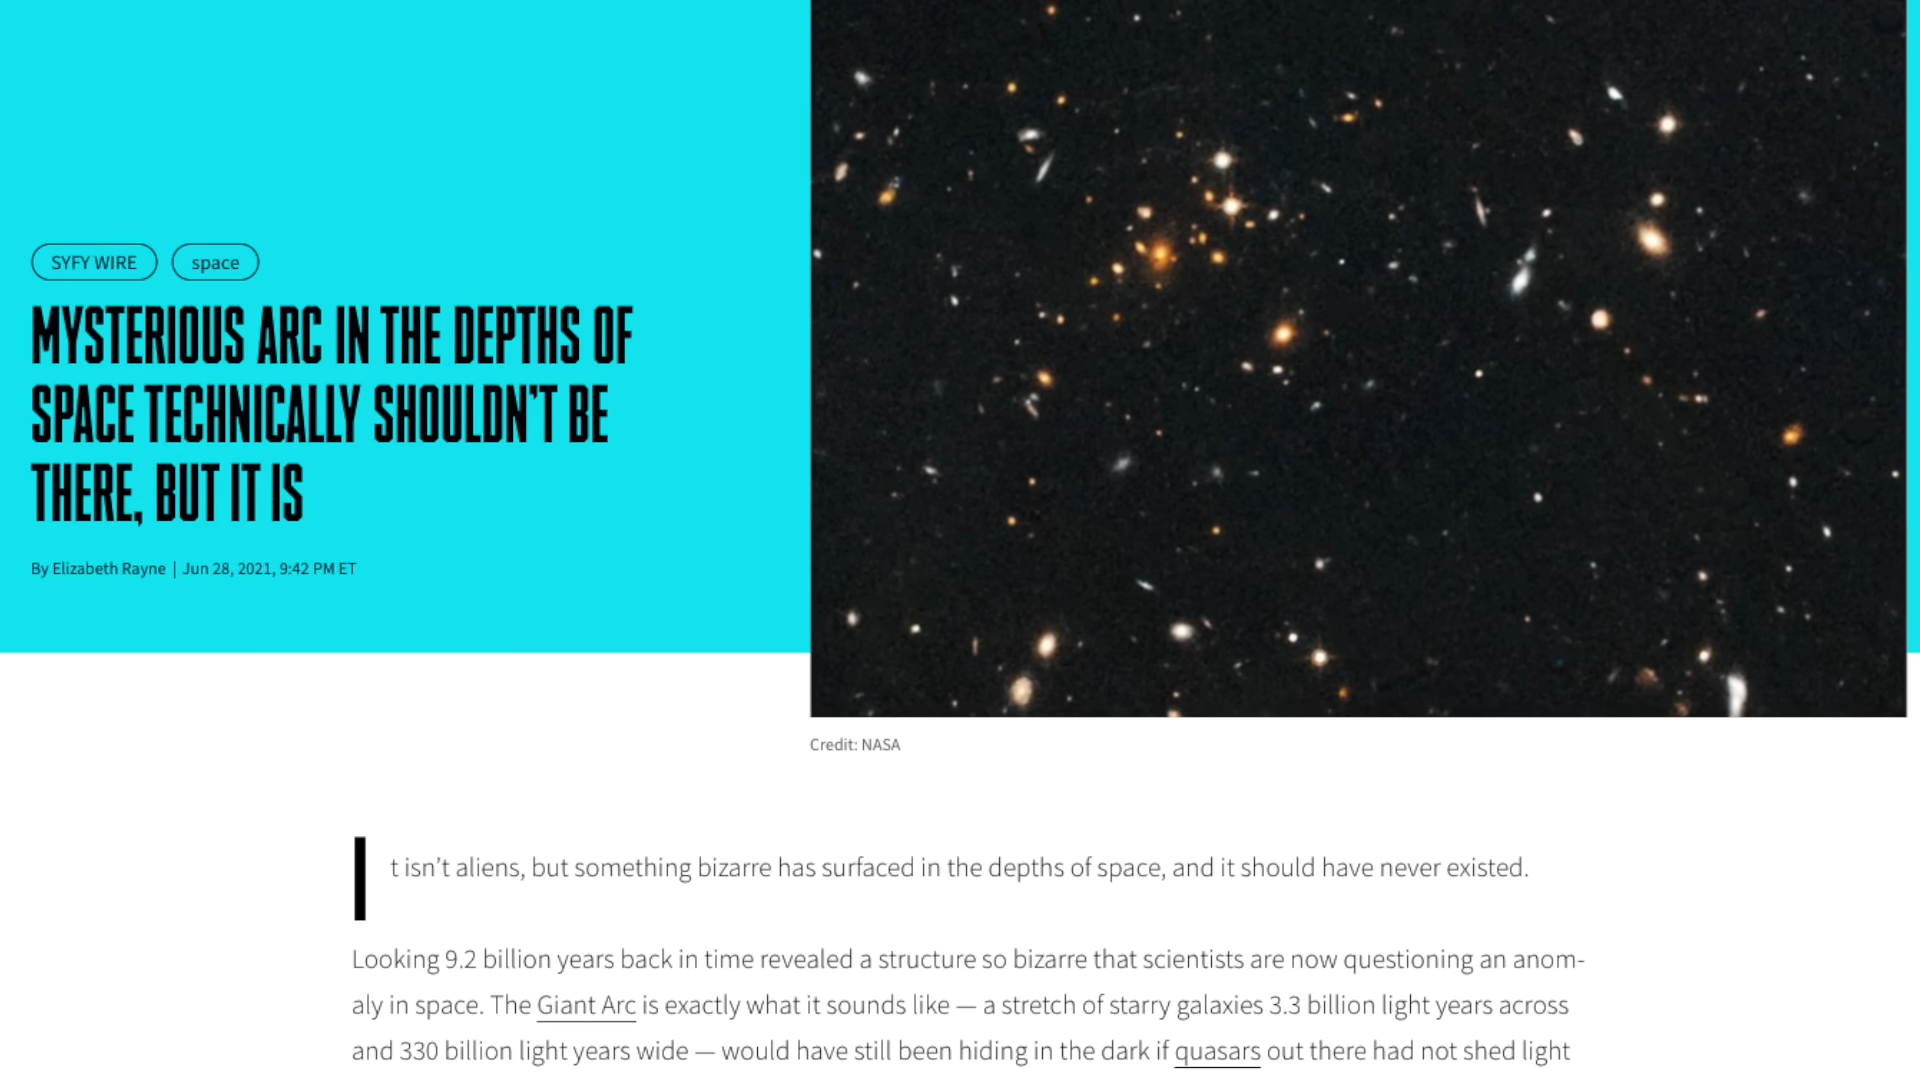 SYFY WIRE
space
MYSTERIOUS ARC IN THE DEPTHS OF
SPACE TECHNICALLY SHOULDN'T BE
THERE, BUT IT IS
By Elizabeth Rayne | Jun 28, 2021, 9:42 PM ET
Credit: NASA
It isn't aliens, but something bizarre has surfaced in the depths of space, and it should have never existed.
Looking 9.2 billion years back in time revealed a structure so bizarre that scientists are now questioning an anom-
aly in space. The Giant Arc is exactly what it sounds like — a stretch of starry galaxies 3.3 billion light years across
and 330 billion light years wide — would have still been hiding in the dark if quasars out there had not shed light